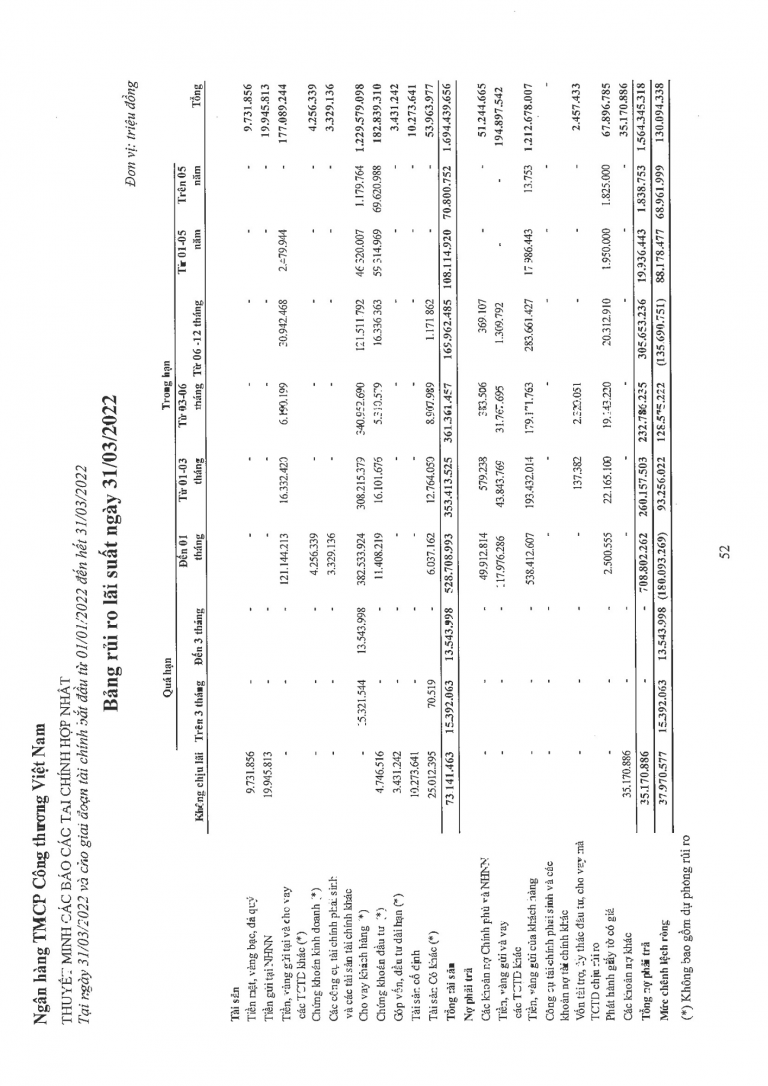 Ngân hàng TMCP Công thương Việt Nam
THUYẾT MINH CÁC BÁO CÁO TÀI CHÍNH HỢP NHẤT
Tại ngày 31/03/2022 và cho giai đoạn tài chính bắt đầu từ 01/01/2022 đến hết 31/03/2022
Bảng rủi ro lãi suất ngày 31/03/2022
Đơn vị: triệu đồng
Quá hạn Trong hạn
Không chịu lãi Trên 3 tháng Đến 3 tháng Đến 01 tháng Từ 01-03 tháng Từ 03-06 tháng Từ 06 -12 tháng Từ 01-05 năm Trên 05 năm Tổng
Tài sản
Tiền mặt, vàng bạc, đá quý 9.731.856 - - - - - - - - 9.731.856
Tiền gửi tại NHNN 19.945.813 - - - - - - - - 19.945.813
Tiền, vàng gửi tại và cho vay
các TCTD khác (*) - - - 121.144.213 16.332.420 6.190.199 30.942.468 2.479.944 - 177.089.244
Chứng khoán kinh doanh (*) - - - 4.256.339 - - - - - 4.256.339
Các công cụ tài chính phái sinh
và các tài sản tài chính khác - - - 3.329.136 - - - - - 3.329.136
Cho vay khách hàng (*) - 15.321.544 13.543.998 382.533.924 308.215.379 340.952.690 121.511.792 46.320.007 1.179.764 1.229.579.098
Chứng khoán đầu tư (*) 4.746.516 - - 11.408.219 16.101.676 5.310.579 16.336.363 59.314.969 69.620.988 182.839.310
Góp vốn, đầu tư dài hạn (*) 3.431.242 - - - - - - - - 3.431.242
Tài sản cố định 10.273.641 - - - - - - - - 10.273.641
Tài sản Có khác (*) 25.012.395 70.519 - 6.037.162 12.764.050 8.907.989 1.171.862 - - 53.963.977
Tổng tài sản 73.141.463 15.392.063 13.543.998 528.708.993 353.413.525 361.361.457 169.962.485 108.114.920 70.800.752 1.694.439.656
Nợ phải trả
Các khoản nợ Chính phủ và NHNN - - - 49.912.814 579.238 383.506 369.107 - - 51.244.665
Tiền, vàng gửi và vay
các TCTD khác - - - 117.976.286 43.843.769 31.767.695 1.309.792 - - 194.897.542
Tiền, vàng gửi của khách hàng - - - 538.412.607 193.432.014 179.171.763 283.661.427 17.986.443 13.753 1.212.678.007
Công cụ tài chính phái sinh và các
khoản nợ tài chính khác - - - - - - - - - -
Vốn tài trợ, ủy thác đầu tư, cho vay mà
TCTD chịu rủi ro - - - - 137.382 2.320.051 - - - 2.457.433
Phát hành giấy tờ có giá - - - 2.500.555 22.165.100 19.143.220 20.312.910 1.950.000 1.825.000 67.896.785
Các khoản nợ khác 35.170.886 - - - - - - - - 35.170.886
Tổng nợ phải trả 35.170.886 - - 708.802.262 260.157.503 232.786.235 305.653.236 19.936.443 1.838.753 1.564.345.318
Mức chênh lệch ròng 37.970.577 15.392.063 13.543.998 (180.093.269) 93.256.022 128.575.222 (135.690.751) 88.178.477 68.961.999 130.094.338
(*) Không bao gồm dự phòng rủi ro
52